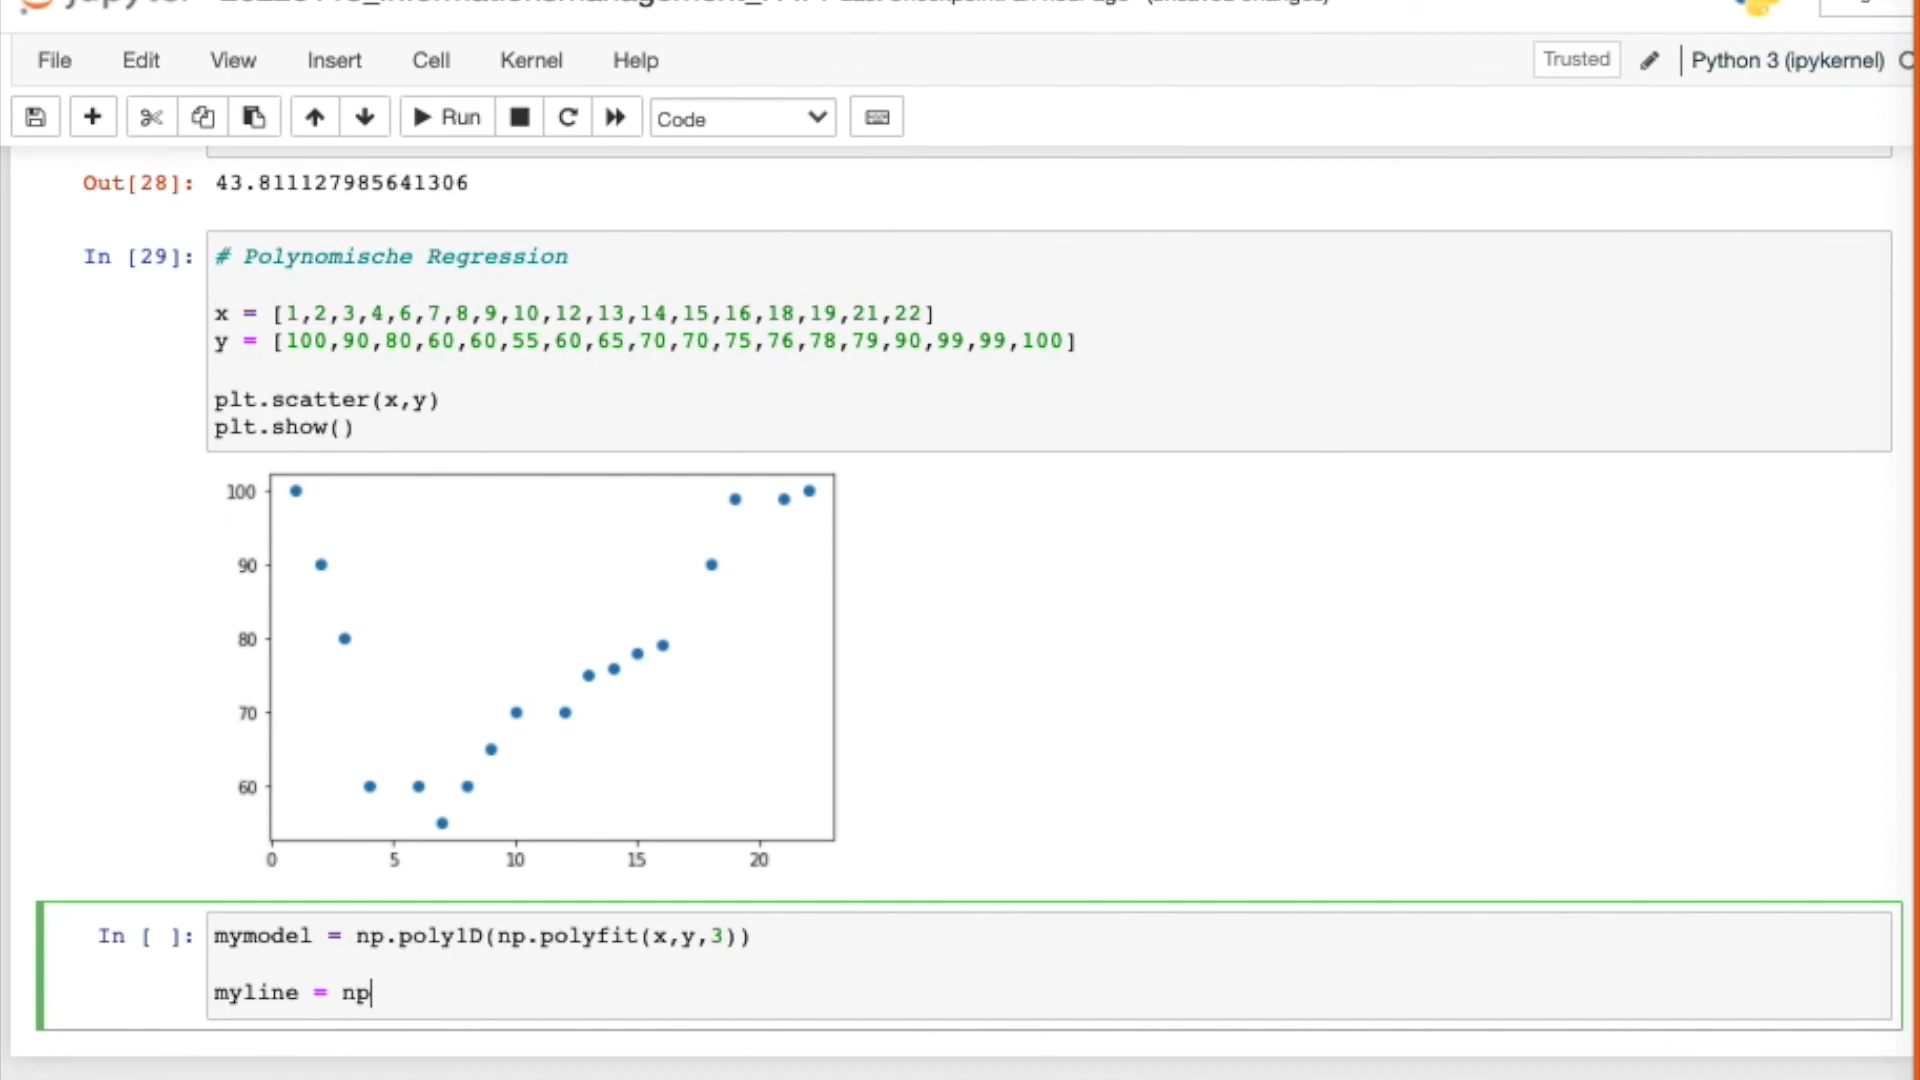 File Edit View Insert Cell Kernel Help Trusted Python 3 (ipykernel)
Run Code
Out[28]: 43.811127985641306
In [29]: # Polynomische Regression
x = [1,2,3,4,6,7,8,9,10,12,13,14,15,16,18,19,21,22]
y = [100,90,80,60,60,55,60,65,70,70,75,76,78,79,90,99,99,100]
plt.scatter(x,y)
plt.show()
100
90
80
70
60
0 5 10 15 20
In [ ]: mymodel = np.poly1D(np.polyfit(x,y,3))
myline = np